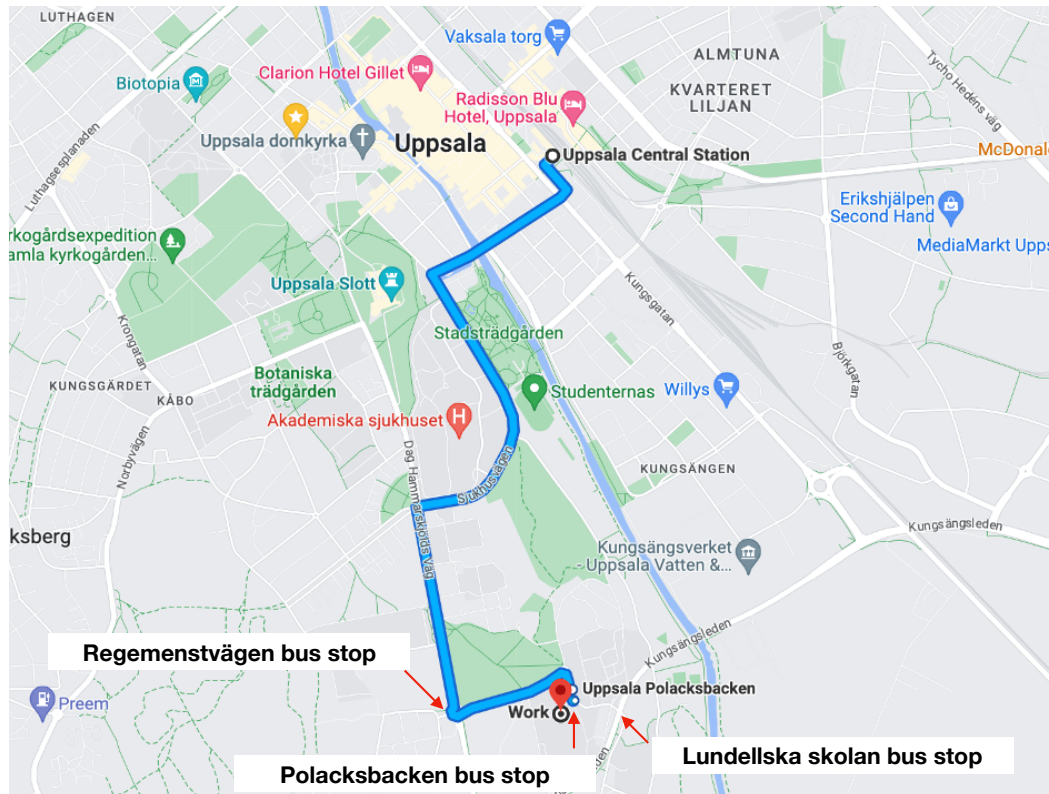 LUTHAGEN
Vaksala torg
ALMTUNA
Clarion Hotel Gillet
Biotopia
KVARTERET
LILJAN
Tycho Hedéns väg
Radisson Blu
Hotel, Uppsala
Uppsala domkyrka
Uppsala
Uppsala Central Station
McDonald
Luthagsesplanaden
Erikshjälpen
Second Hand
rkogårdsexpedition
amla kyrkogården...
MediaMarkt Upps
Uppsala Slott
Kungsgatan
Krongatan
Stadsträdgården
Björkgatan
KUNGSGÄRDET
Botaniska
trädgården
Studenternas
Willys
KÅBO
Akademiska sjukhuset
H
Norbyvägen
Dag Hammarskjölds Väg
Sjukhusvägen
KUNGSÄNGEN
Kungsängsleden
ksberg
Kungsängsverket
- Uppsala Vatten &...
Kungsängsleden
Regemenstvägen bus stop
Preem
Uppsala Polacksbacken
Work
eden
Lundellska skolan bus stop
Polacksbacken bus stop